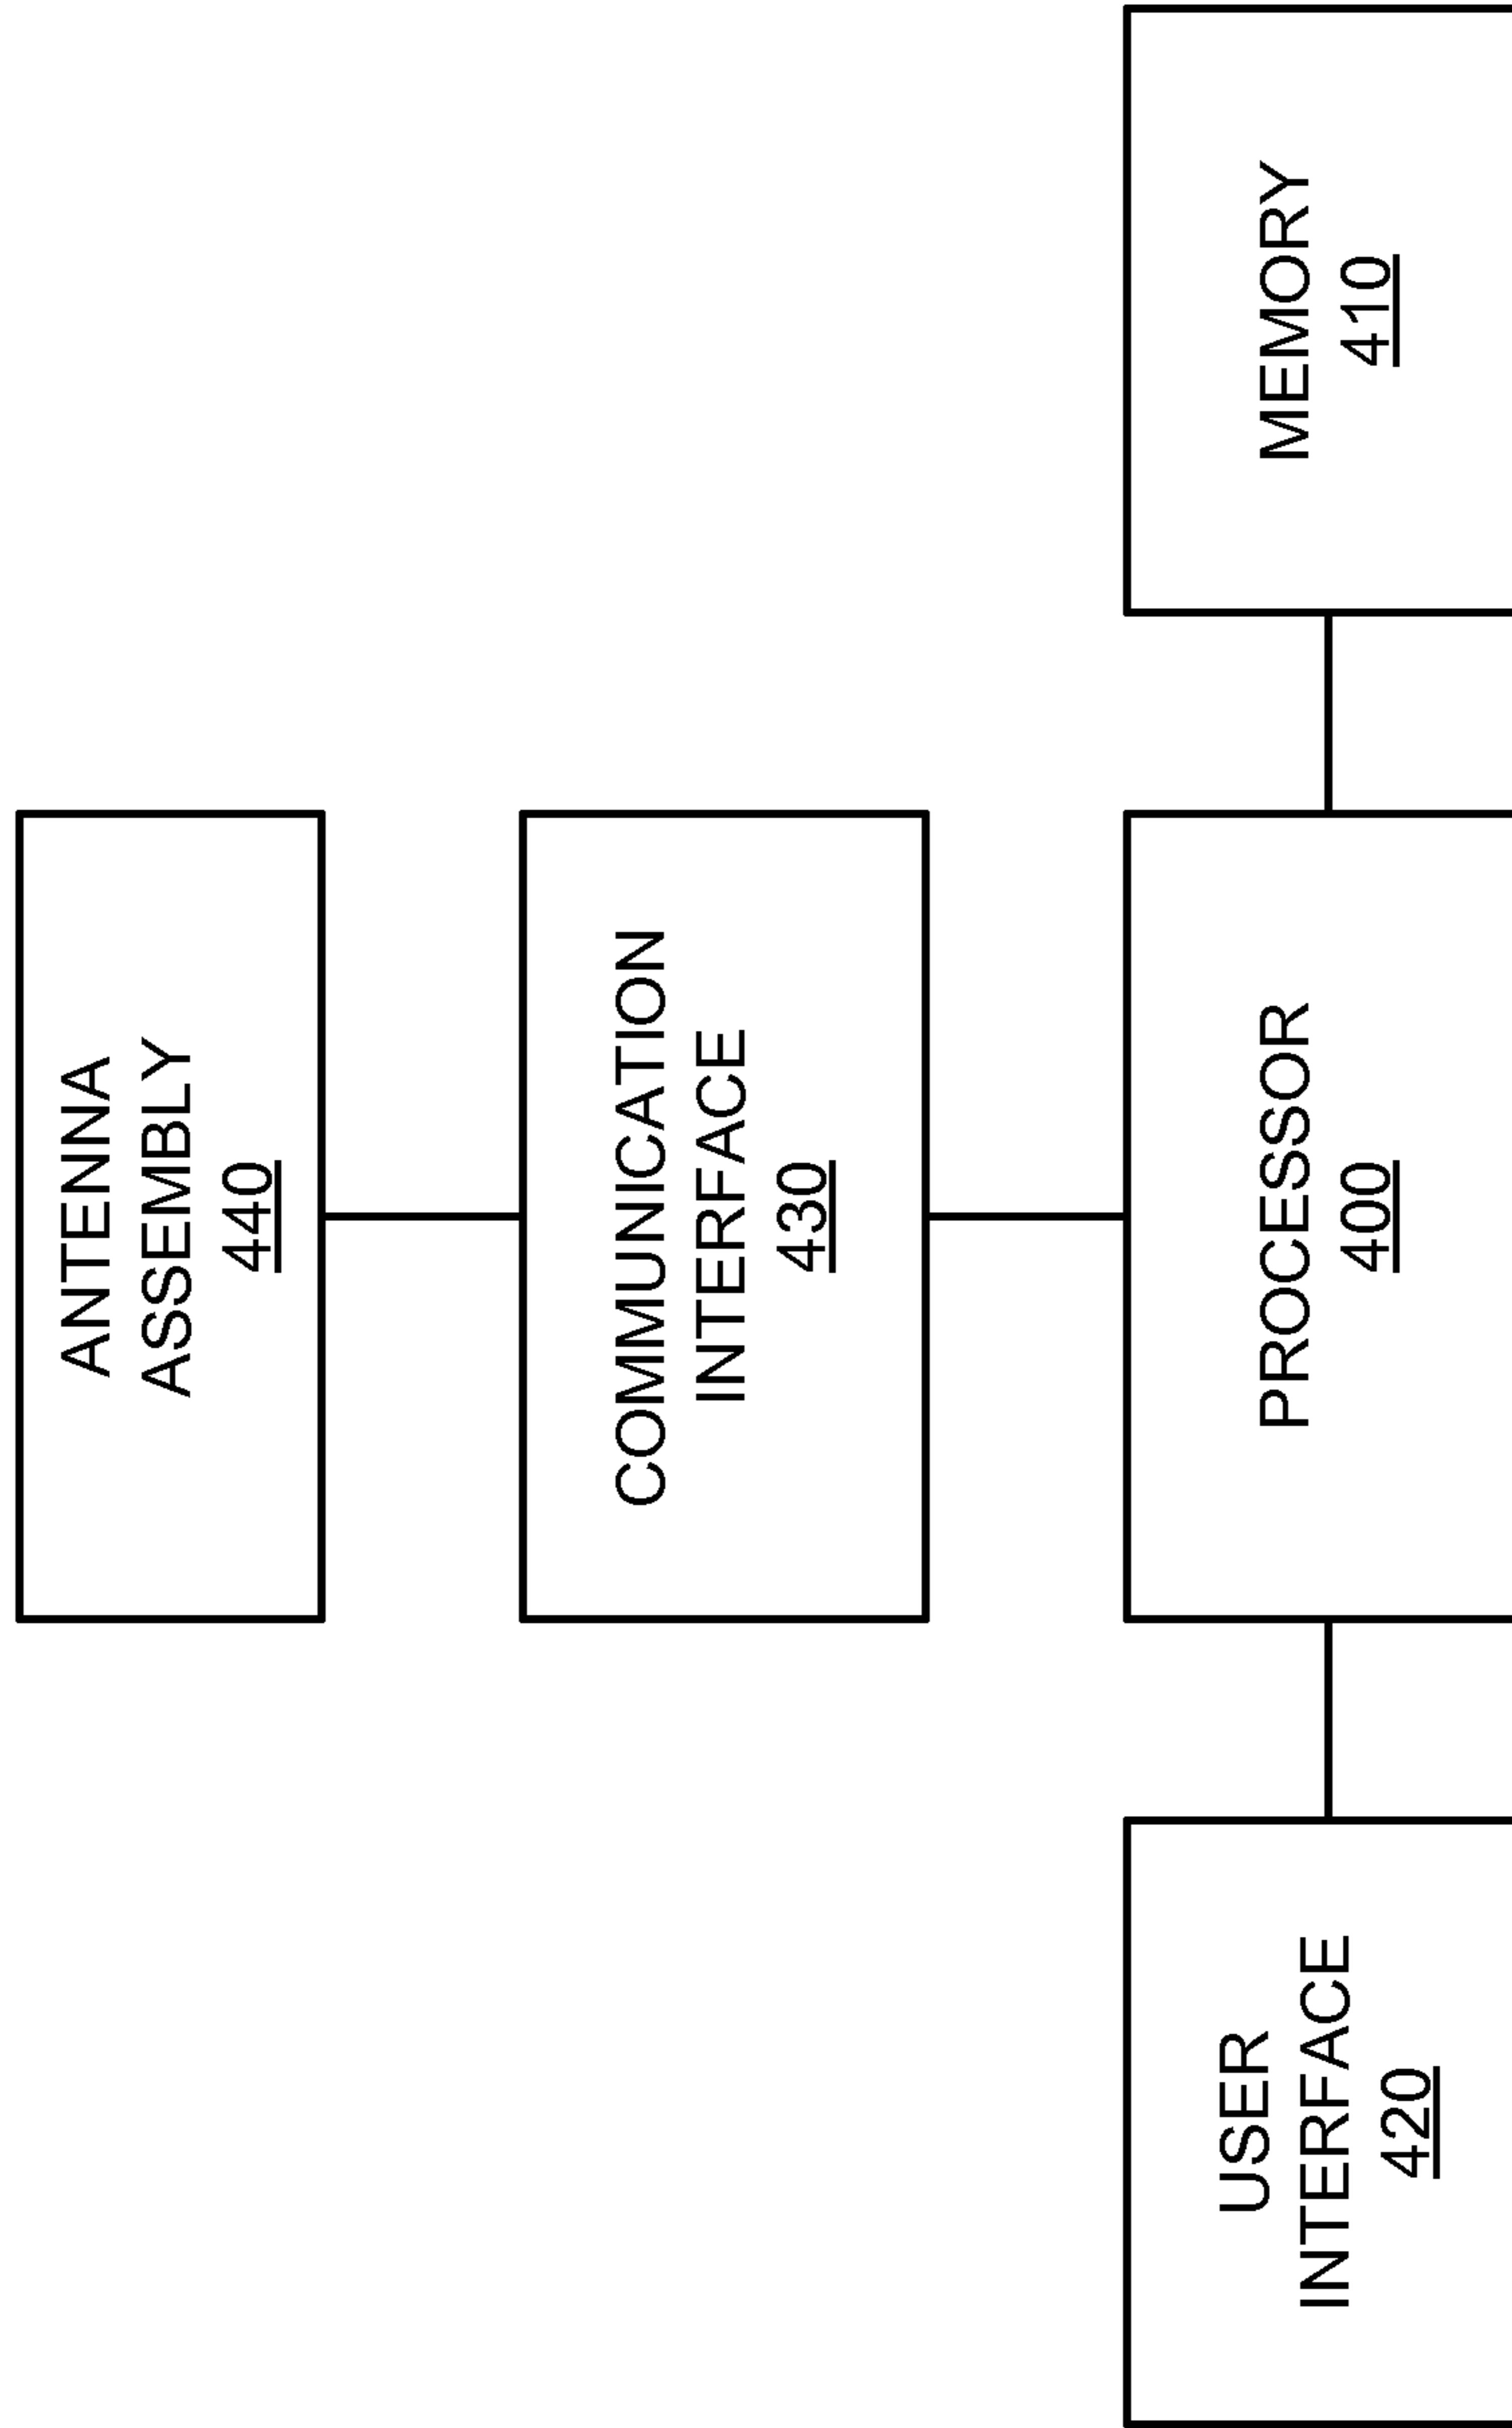 ANTENNA
ASSEMBLY
440
COMMUNICATION
INTERFACE
430
USER
INTERFACE
420
PROCESSOR
400
MEMORY
410